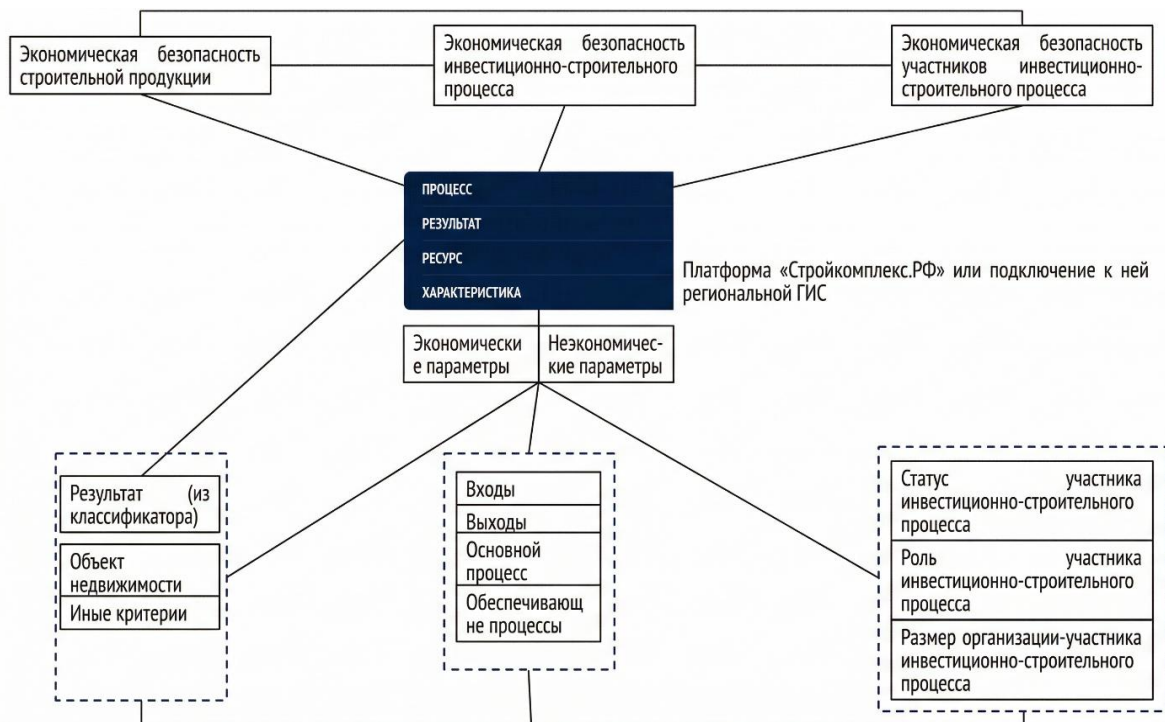 Экономическая безопасность
строительной продукции
Экономическая безопасность
инвестиционно-строительного
процесса
Экономическая безопасность
участников инвестиционно-
строительного процесса
ПРОЦЕСС
РЕЗУЛЬТАТ
РЕСУРС
ХАРАКТЕРИСТИКА
Платформа «Стройкомплекс.РФ» или подключение к ней
региональной ГИС
Экономически
е параметры
Неэкономичес-
кие параметры
Результат (из
классификатора)
Объект
недвижимости
Иные критерии
Входы
Выходы
Основной
процесс
Обеспечивающ
не процессы
Статус участника
инвестиционно-строительного
процесса
Роль участника
инвестиционно-строительного
процесса
Размер организации-участника
инвестиционно-строительного
процесса